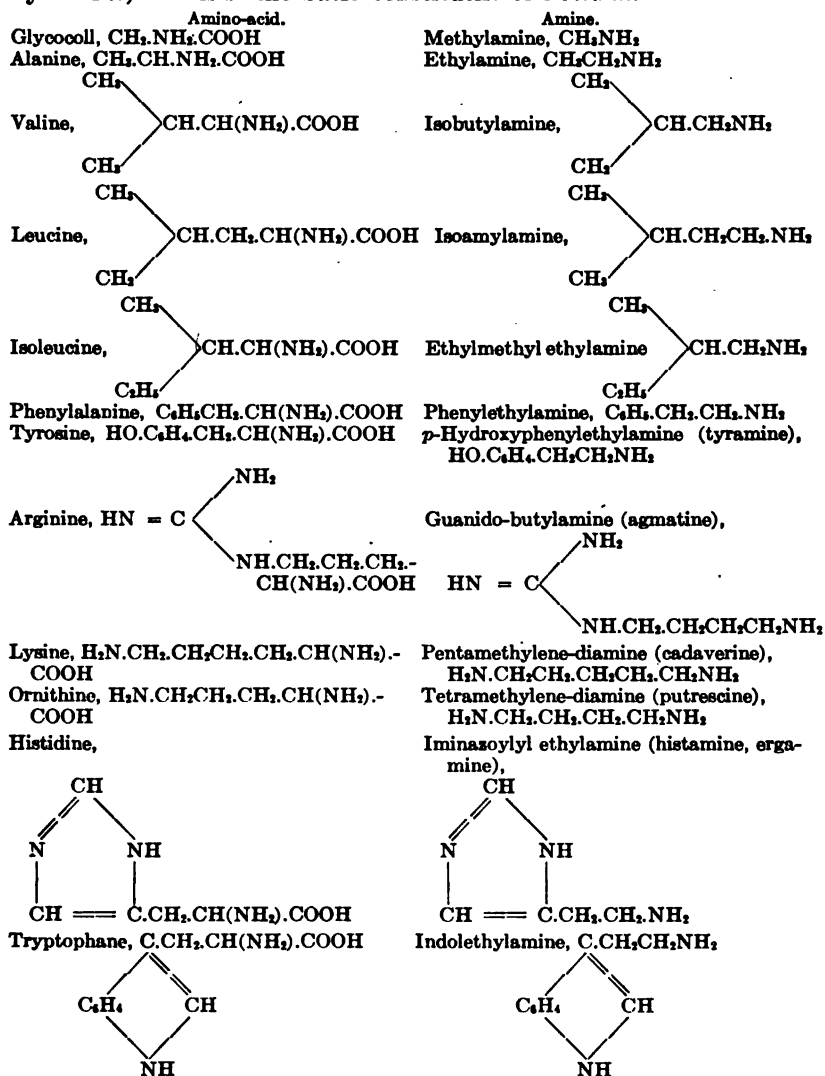 Amino-acid. Amine.
Glycocoll, CH₂.NH₂.COOH Methylamine, CH₃NH₂
Alanine, CH₃.CH.NH₂.COOH Ethylamine, CH₃CH₂NH₂
CH₃ CH₃
Valine, CH.CH(NH₂).COOH Isobutylamine, CH.CH₂NH₂
CH₃ CH₃
CH₃ CH₃
Leucine, CH.CH₂.CH(NH₂).COOH Isoamylamine, CH.CH₂CH₂.NH₂
CH₃ CH₃
CH₃ CH₃
Isoleucine, CH.CH(NH₂).COOH Ethylmethyl ethylamine CH.CH₂NH₂
C₂H₅ C₂H₅
Phenylalanine, C₆H₅CH₂.CH(NH₂).COOH Phenylethylamine, C₆H₅.CH₂.CH₂.NH₂
Tyrosine, HO.C₆H₄.CH₂.CH(NH₂).COOH p-Hydroxyphenylethylamine (tyramine),
HO.C₆H₄.CH₂CH₂NH₂
NH₂
Arginine, HN = C Guanido-butylamine (agmatine),
NH₂
NH.CH₂.CH₂.CH₂.-
CH(NH₂).COOH HN = C
NH.CH₂.CH₂CH₂CH₂NH₂
Lysine, H₂N.CH₂.CH₂CH₂.CH₂.CH(NH₂).- Pentamethylene-diamine (cadaverine),
COOH H₂N.CH₂CH₂.CH₂CH₂.CH₂NH₂
Ornithine, H₂N.CH₂CH₂.CH₂.CH(NH₂).- Tetramethylene-diamine (putrescine),
COOH H₂N.CH₂.CH₂.CH₂.CH₂NH₂
Histidine, Iminazoylyl ethylamine (histamine, erga-
mine),
CH CH
N NH N NH
CH = C.CH₂.CH(NH₂).COOH CH = C.CH₂.CH₂.NH₂
Tryptophane, C.CH₂.CH(NH₂).COOH Indolethylamine, C.CH₂CH₂NH₂
C₆H₄ CH C₆H₄ CH
NH NH